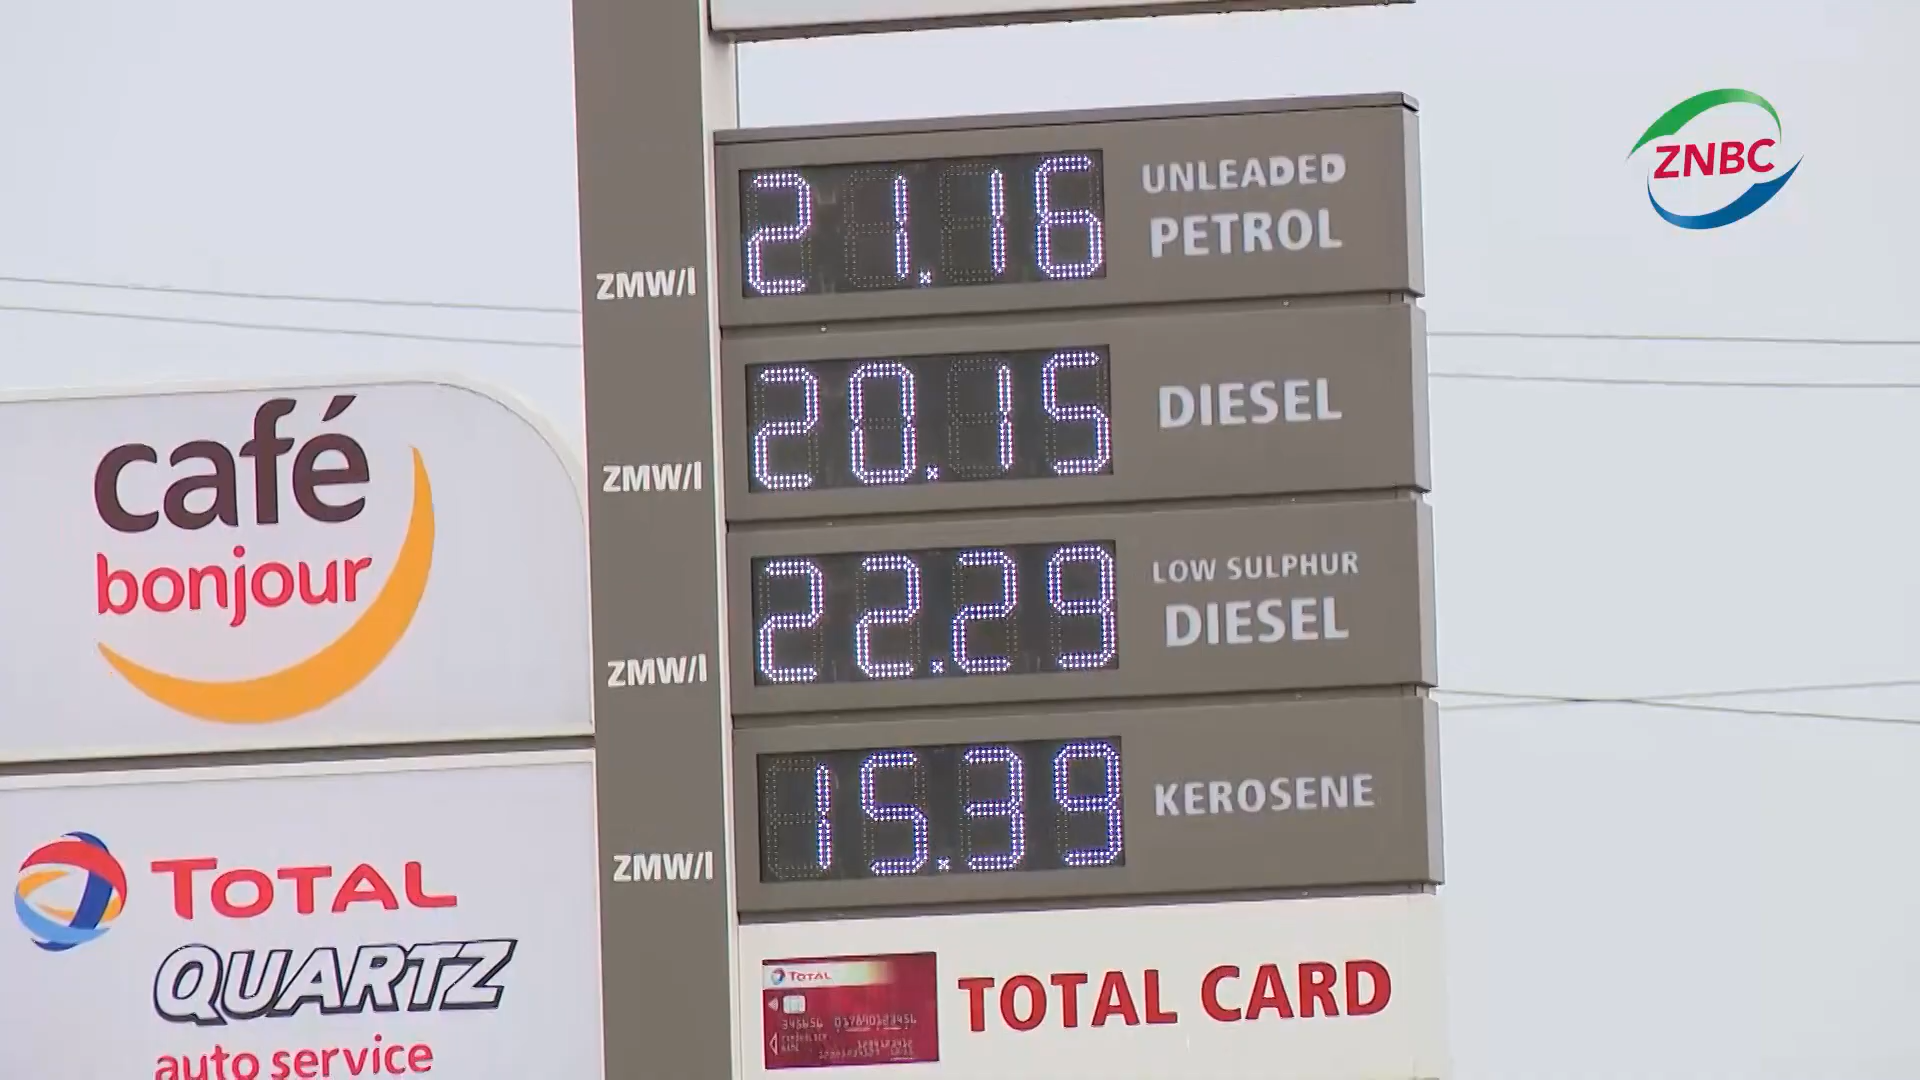 ZNBC
ZMW/l
21.16
UNLEADED
PETROL
ZMW/l
20.15
DIESEL
ZMW/l
22.29
LOW SULPHUR
DIESEL
ZMW/l
15.39
KEROSENE
TOTAL
TOTAL CARD
café
bonjour
TOTAL
QUARTZ
auto service